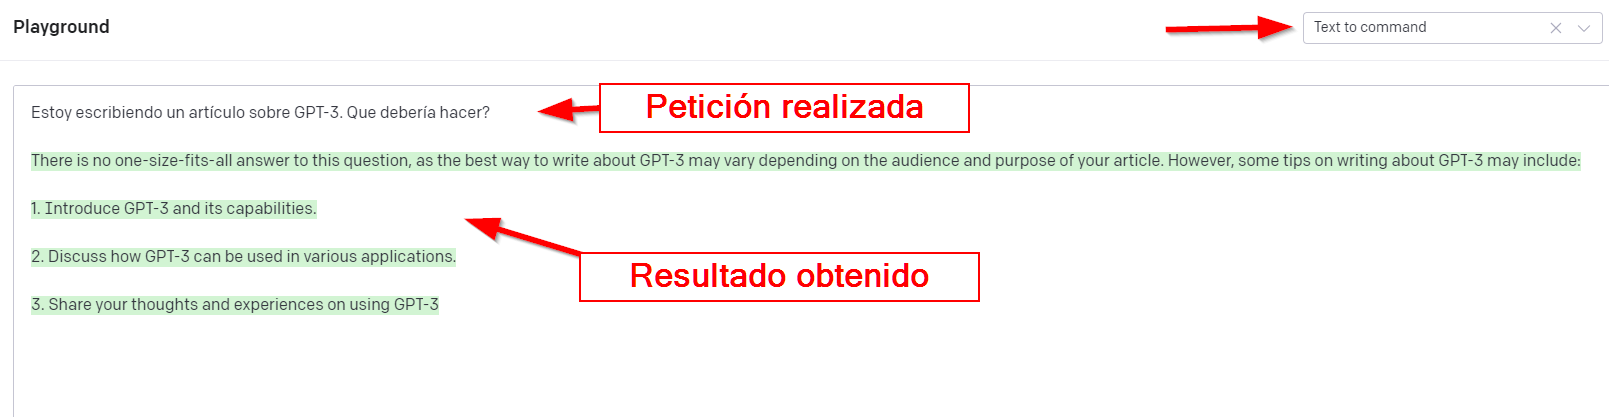 Playground
Text to command
Estoy escribiendo un artículo sobre GPT-3. Que debería hacer?
Petición realizada
There is no one-size-fits-all answer to this question, as the best way to write about GPT-3 may vary depending on the audience and purpose of your article. However, some tips on writing about GPT-3 may include:
1. Introduce GPT-3 and its capabilities.
2. Discuss how GPT-3 can be used in various applications.
Resultado obtenido
3. Share your thoughts and experiences on using GPT-3